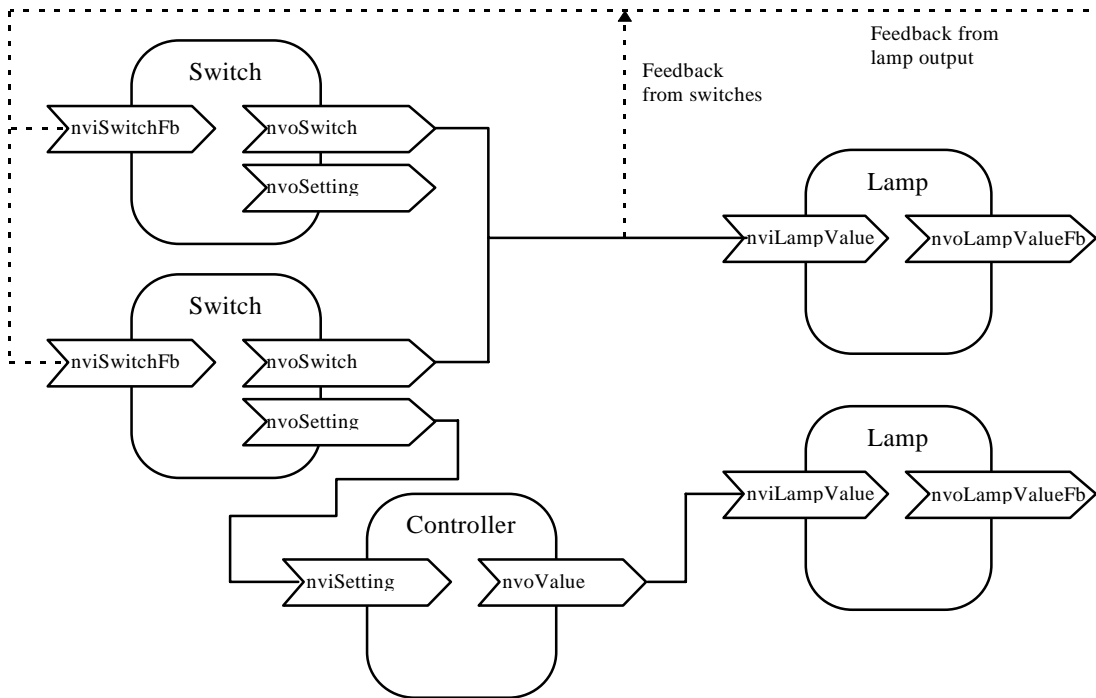 Feedback from
lamp output
Feedback
from switches
Switch
nviSwitchFb
nvoSwitch
nvoSetting
Lamp
nviLampValue
nvoLampValueFb
Switch
nviSwitchFb
nvoSwitch
nvoSetting
Lamp
nviLampValue
nvoLampValueFb
Controller
nviSetting
nvoValue